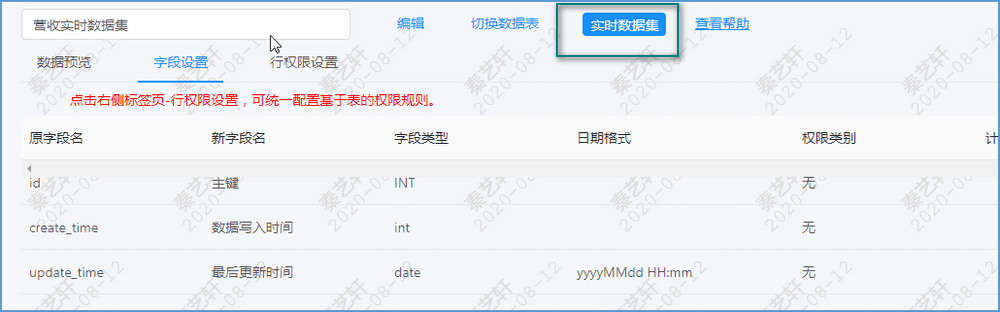 营收实时数据集 编辑 切换数据表 实时数据集 查看帮助
数据预览 字段设置 行权限设置
点击右侧标签页-行权限设置，可统一配置基于表的权限规则。
原字段名 新字段名 字段类型 日期格式 权限类别 计
id 主键 INT 无
create_time 数据写入时间 int 无
update_time 最后更新时间 date yyyyMMdd HH:mm 无
秦艺轩
2020-08-12